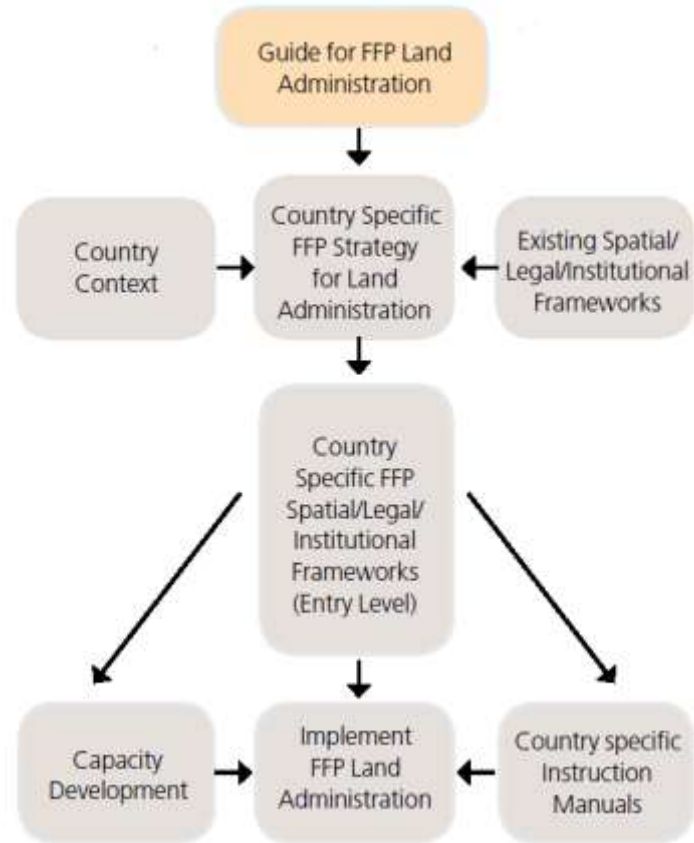 Guide for FFP Land
Administration
Country
Context
Country Specific
FFP Strategy
for Land
Administration
Existing Spatial/
Legal/Institutional
Frameworks
Country
Specific FFP
Spatial/Legal/
Institutional
Frameworks
(Entry Level)
Capacity
Development
Implement
FFP Land
Administration
Country specific
Instruction
Manuals